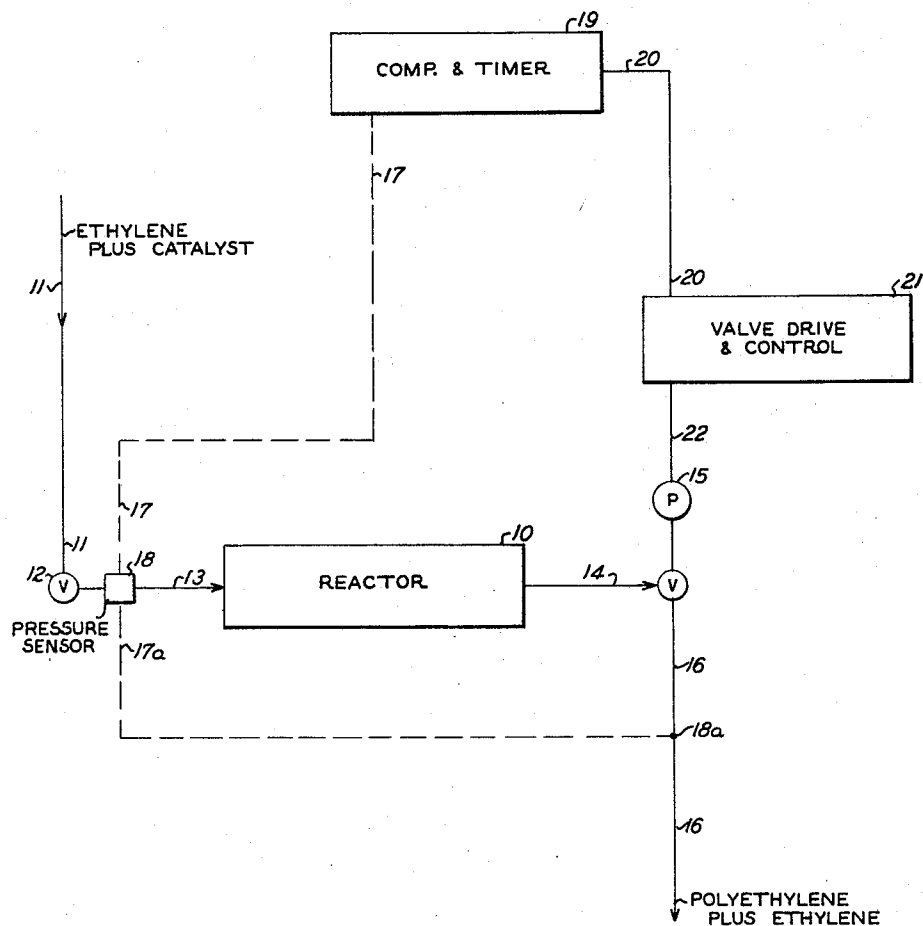 19
COMP. & TIMER
20
17
ETHYLENE
PLUS CATALYST
11
20
21
VALVE DRIVE
& CONTROL
22
15
P
17
11
18
10
12
V
13
REACTOR
14
V
PRESSURE
SENSOR
17a
16
18a
16
POLYETHYLENE
PLUS ETHYLENE